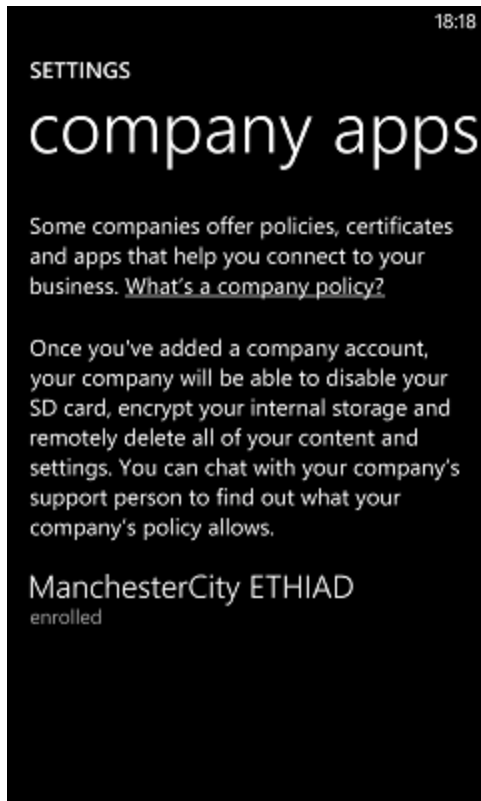 18:18
SETTINGS
company apps
Some companies offer policies, certificates
and apps that help you connect to your
business. What's a company policy?
Once you've added a company account,
your company will be able to disable your
SD card, encrypt your internal storage and
remotely delete all of your content and
settings. You can chat with your company's
support person to find out what your
company's policy allows.
ManchesterCity ETHIAD
enrolled